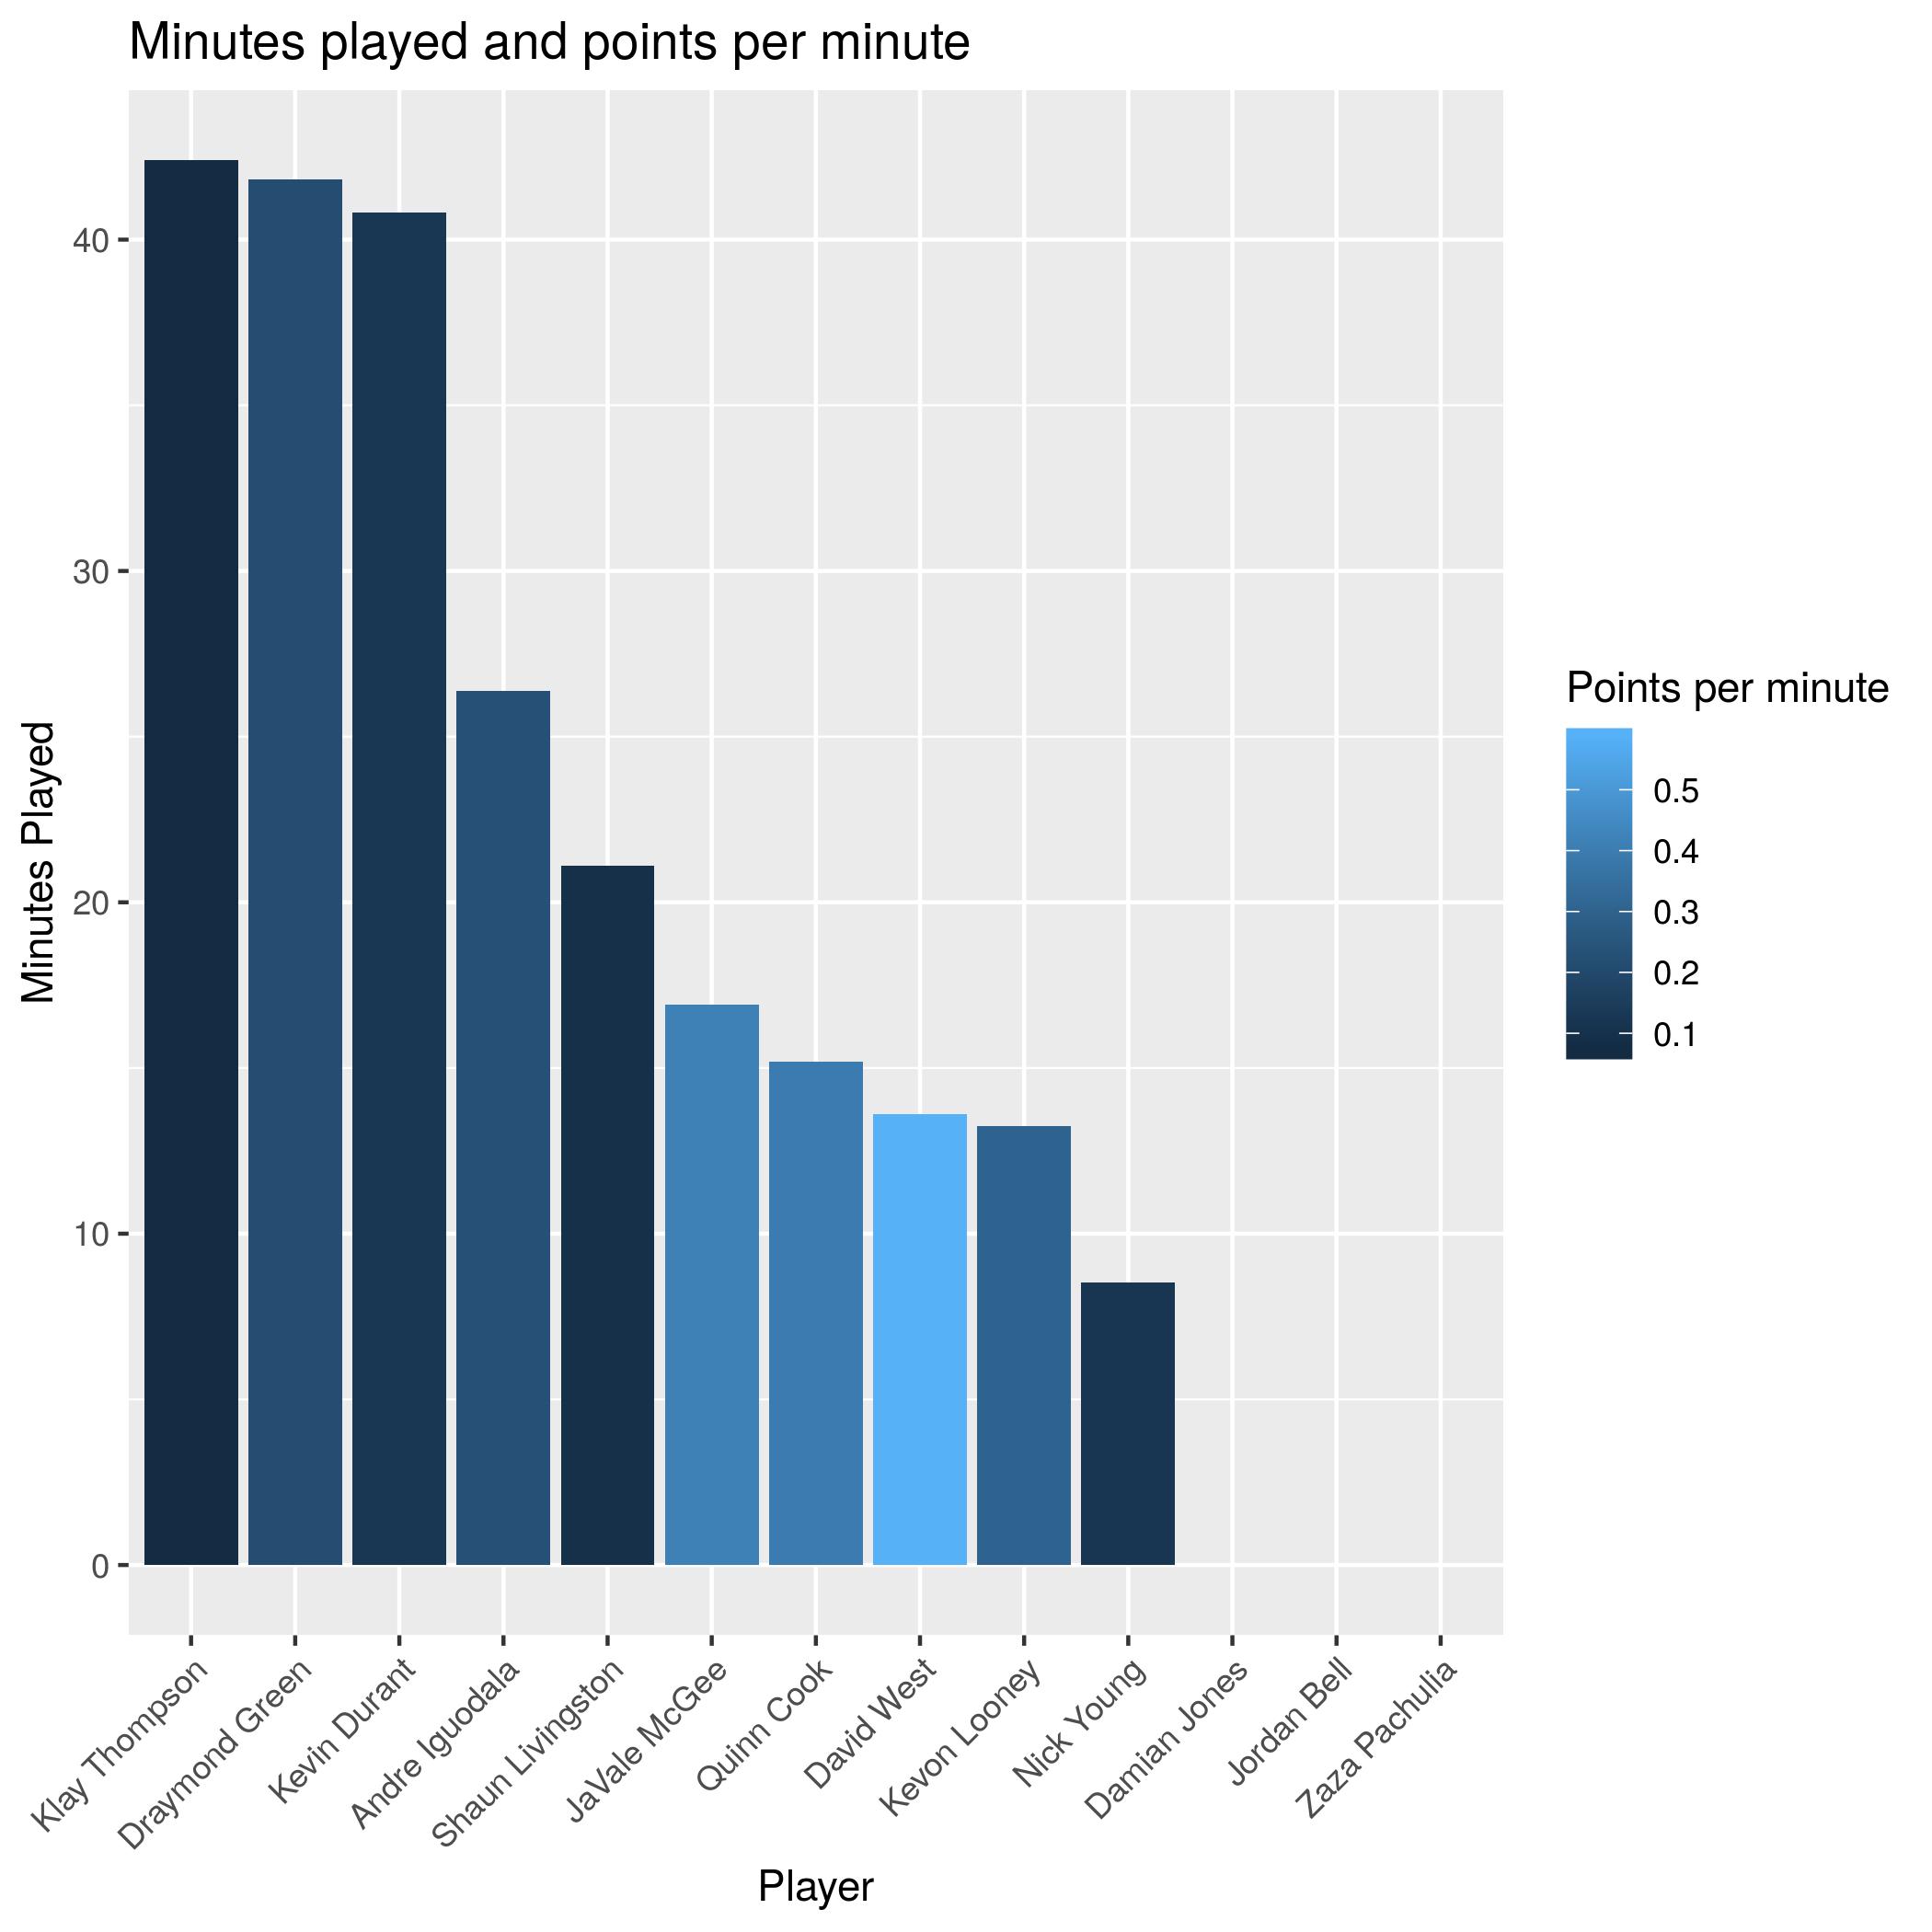 Minutes played and points per minute
Minutes Played
40
30
20
10
0
Klay Thompson
Draymond Green
Kevin Durant
Andre Iguodala
Shaun Livingston
JaVale McGee
Quinn Cook
David West
Kevon Looney
Nick Young
Damian Jones
Jordan Bell
Zaza Pachulia
Player
Points per minute
0.5
0.4
0.3
0.2
0.1